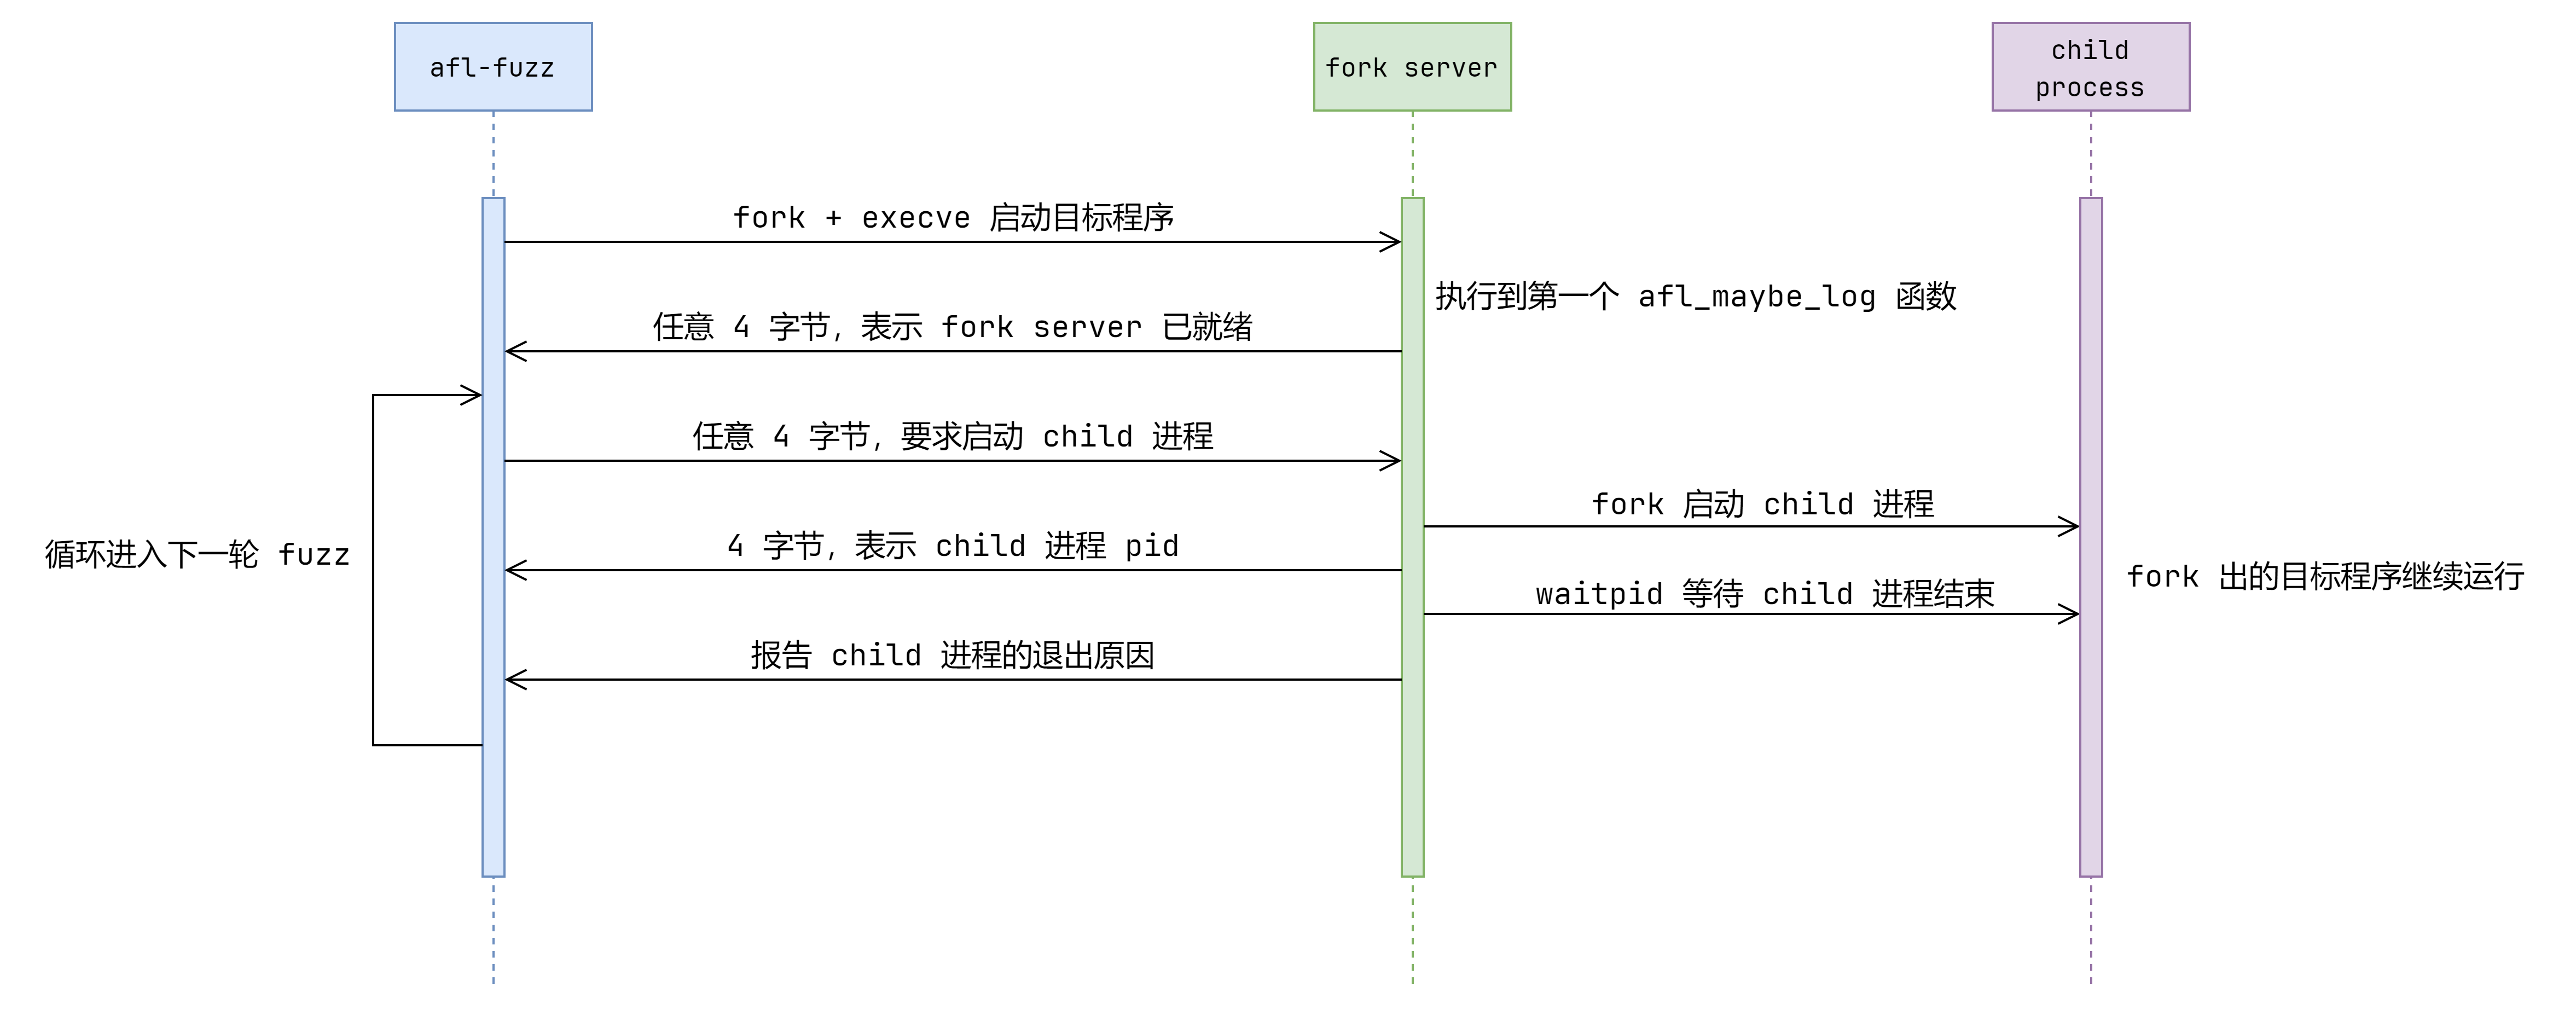 afl-fuzz
fork server
child
process
fork + execve 启动目标程序
执行到第一个 afl_maybe_log 函数
任意 4 字节，表示 fork server 已就绪
任意 4 字节，要求启动 child 进程
fork 启动 child 进程
4 字节，表示 child 进程 pid
循环进入下一轮 fuzz
fork 出的目标程序继续运行
waitpid 等待 child 进程结束
报告 child 进程的退出原因